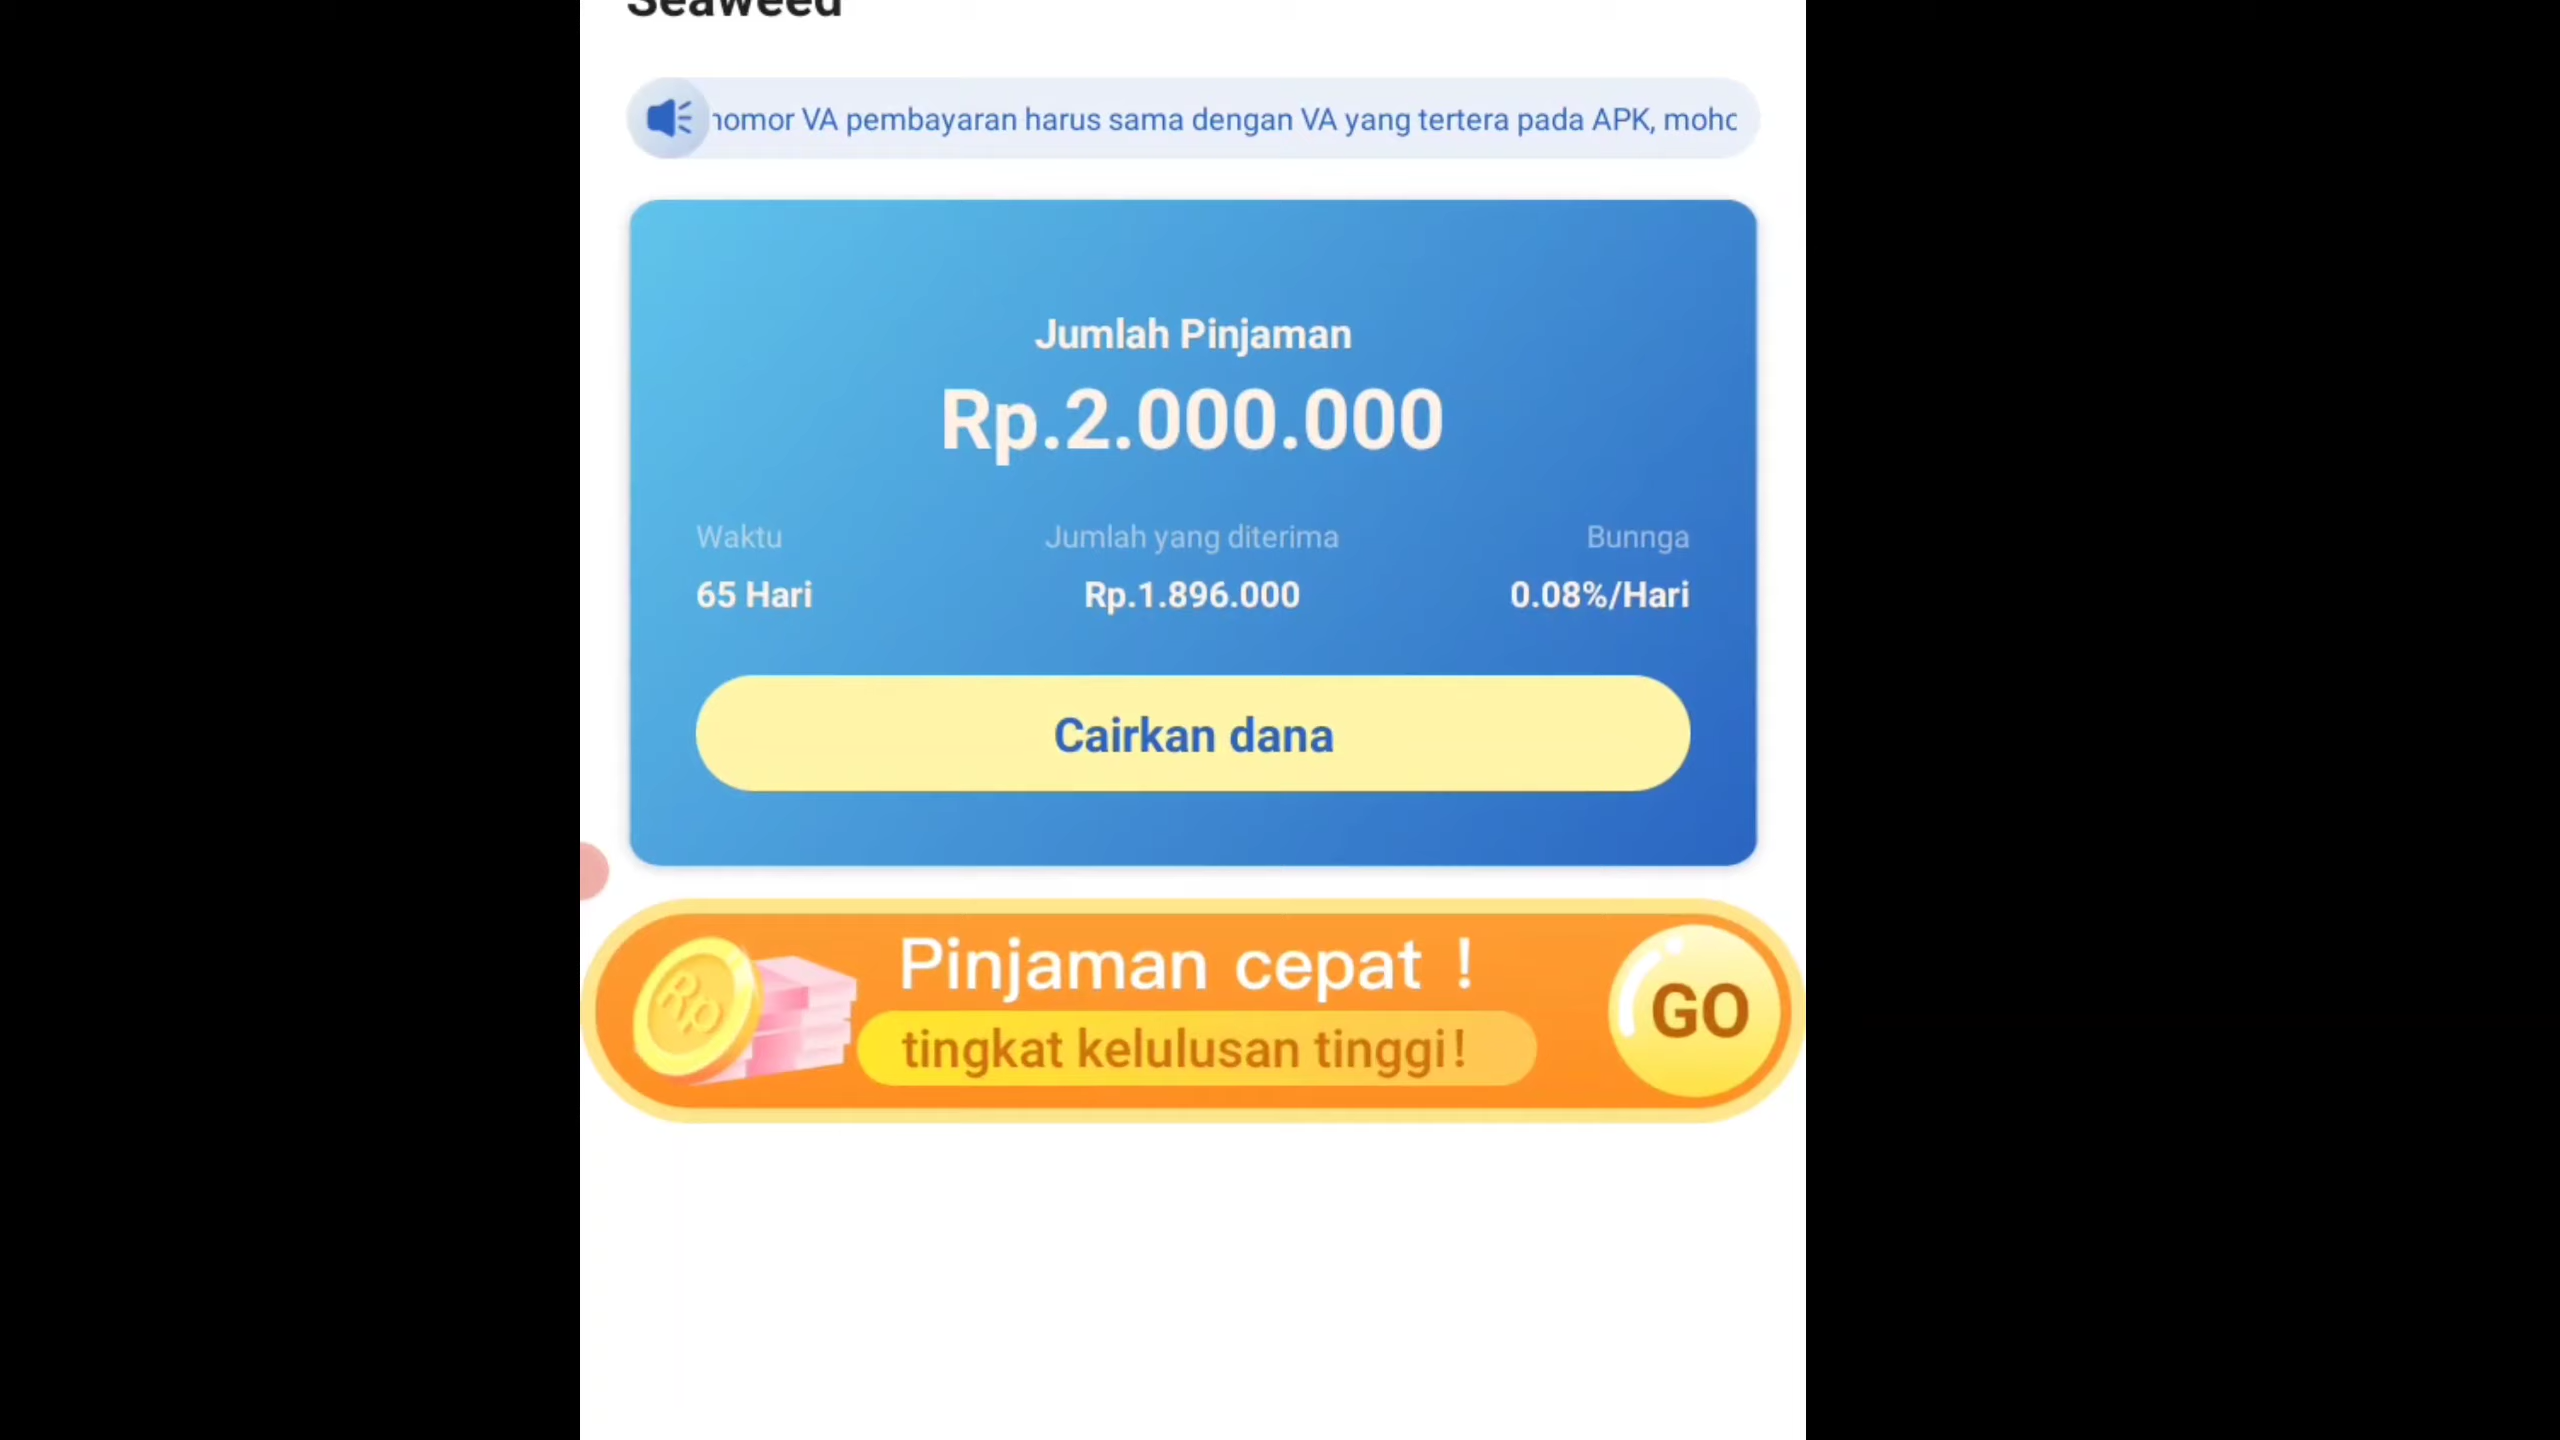 Seaweed
nomor VA pembayaran harus sama dengan VA yang tertera pada APK,
Jumlah Pinjaman
Rp.2.000.000
Waktu
Jumlah yang diterima
Bunnga
65 Hari
Rp.1.896.000
0.08%/Hari
Cairkan dana
Rp
Pinjaman cepat !
tingkat kelulusan tinggi!
GO